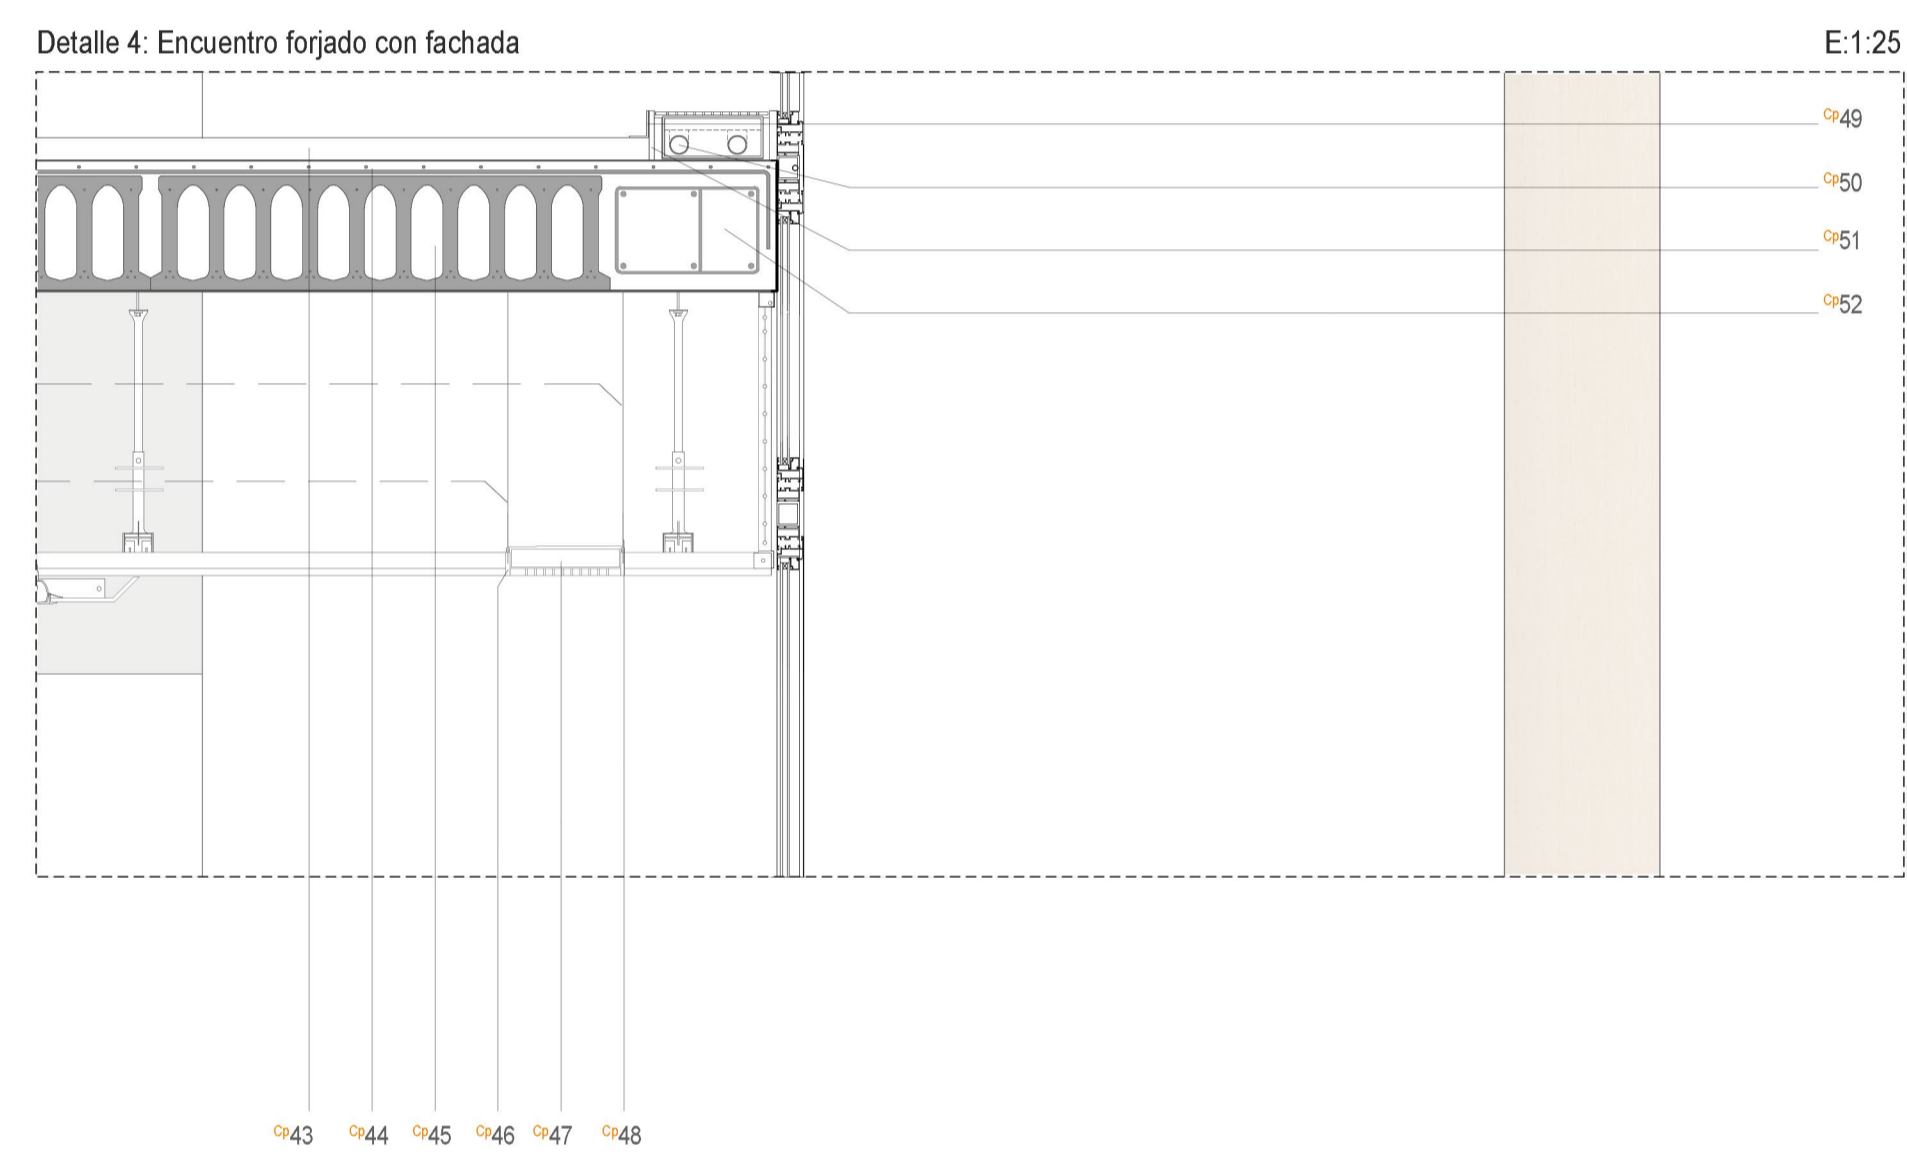 Detalle 4: Encuentro forjado con fachada E:1:25
Cp49
Cp50
Cp51
Cp52
Cp43 Cp44 Cp45 Cp46 Cp47 Cp48